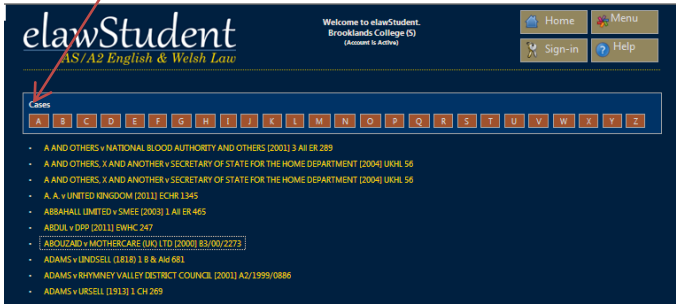 elawStudent
AS/A2 English & Welsh Law
Welcome to elawStudent.
Brooklands College (S)
(Account is Active)
Home
Menu
Sign-in
Help
Cases
A B C D E F G H I J K L M N O P Q R S T U V W X Y Z
A AND OTHERS v NATIONAL BLOOD AUTHORITY AND OTHERS [2001] 3 All ER 289
A AND OTHERS, X AND ANOTHER v SECRETARY OF STATE FOR THE HOME DEPARTMENT [2004] UKHL 56
A AND OTHERS, X AND ANOTHER v SECRETARY OF STATE FOR THE HOME DEPARTMENT [2004] UKHL 56
A. A. v UNITED KINGDOM [2011] ECHR 1345
ABBAHALL LIMITED v SMEE [2003] 1 All ER 465
ABDUL v DPP [2011] EWHC 247
ABOUZAID v MOTHERCARE (UK) LTD [2000] B3/00/2273
ADAMS v LINDSELL (1818) 1 B & Ald 681
ADAMS v RHYMNEY VALLEY DISTRICT COUNCIL [2001] A2/1999/0886
ADAMS v URSELL [1913] 1 CH 269